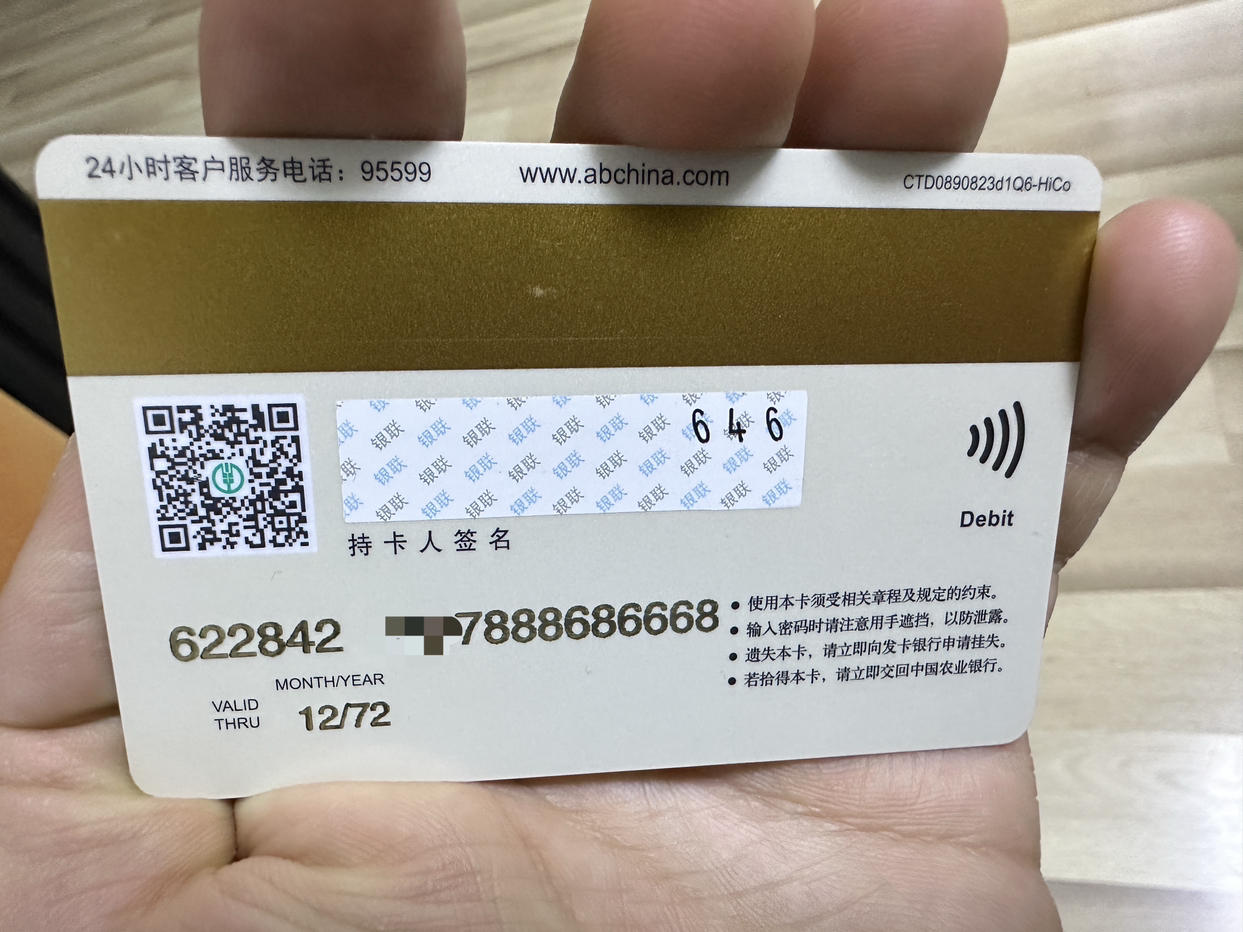 24小时客户服务电话：95599 www.abchina.com CTD0890823d1Q6-HiCo
646
银联
Debit
持卡人签名
622842 7888686668
MONTH/YEAR
VALID
THRU 12/72
• 使用本卡须受相关章程及规定的约束。
• 输入密码时请注意用手遮挡，以防泄露。
• 遗失本卡，请立即向发卡银行申请挂失。
• 若拾得本卡，请立即交回中国农业银行。